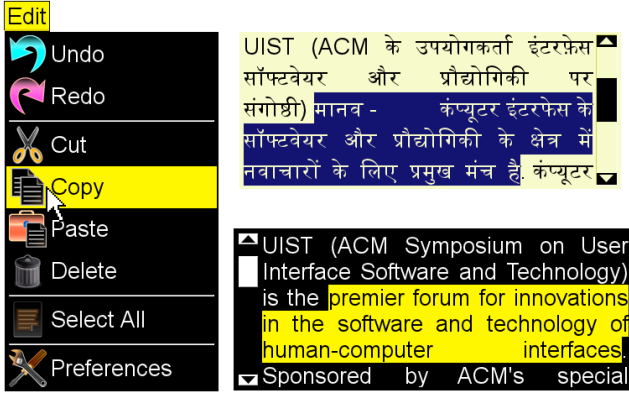 Edit
Undo
Redo
Cut
Copy
Paste
Delete
Select All
Preferences
UIST (ACM के उपयोगकर्ता इंटरफ़ेस
सॉफ्टवेयर और प्रौद्योगिकी पर
संगोष्ठी) मानव - कंप्यूटर इंटरफेस के
सॉफ्टवेयर और प्रौद्योगिकी के क्षेत्र में
नवाचारों के लिए प्रमुख मंच है. कंप्यूटर
UIST (ACM Symposium on User
Interface Software and Technology)
is the premier forum for innovations
in the software and technology of
human-computer interfaces.
Sponsored by ACM's special